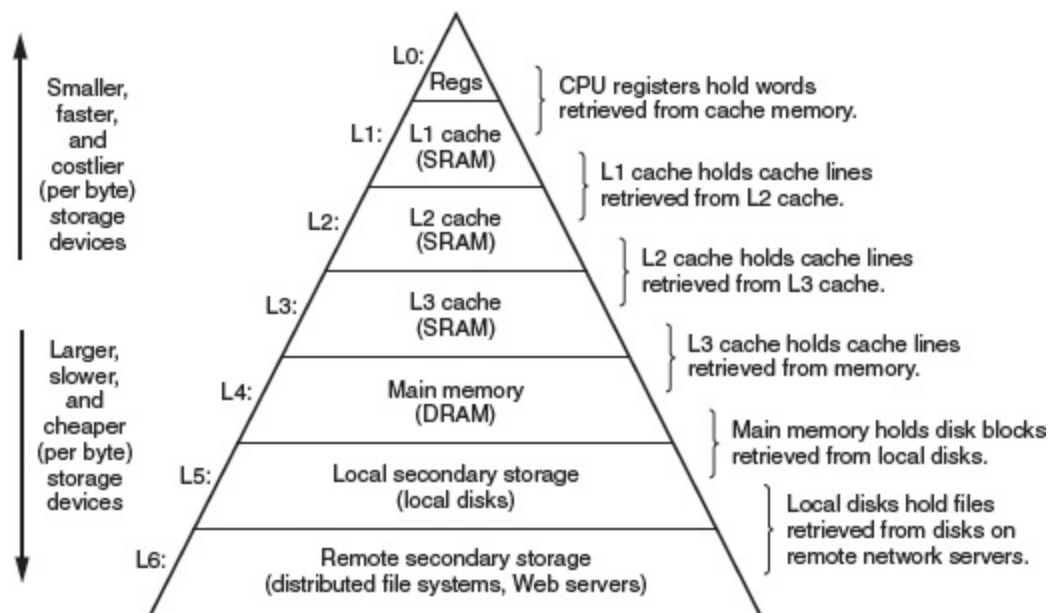 L0:
Regs
CPU registers hold words
retrieved from cache memory.
Smaller,
faster,
and
costlier
(per byte)
storage
devices
L1:
L1 cache
(SRAM)
L1 cache holds cache lines
retrieved from L2 cache.
L2:
L2 cache
(SRAM)
L2 cache holds cache lines
retrieved from L3 cache.
L3:
L3 cache
(SRAM)
L3 cache holds cache lines
retrieved from memory.
Larger,
slower,
and
cheaper
(per byte)
storage
devices
L4:
Main memory
(DRAM)
Main memory holds disk blocks
retrieved from local disks.
L5:
Local secondary storage
(local disks)
Local disks hold files
retrieved from disks on
remote network servers.
L6:
Remote secondary storage
(distributed file systems, Web servers)